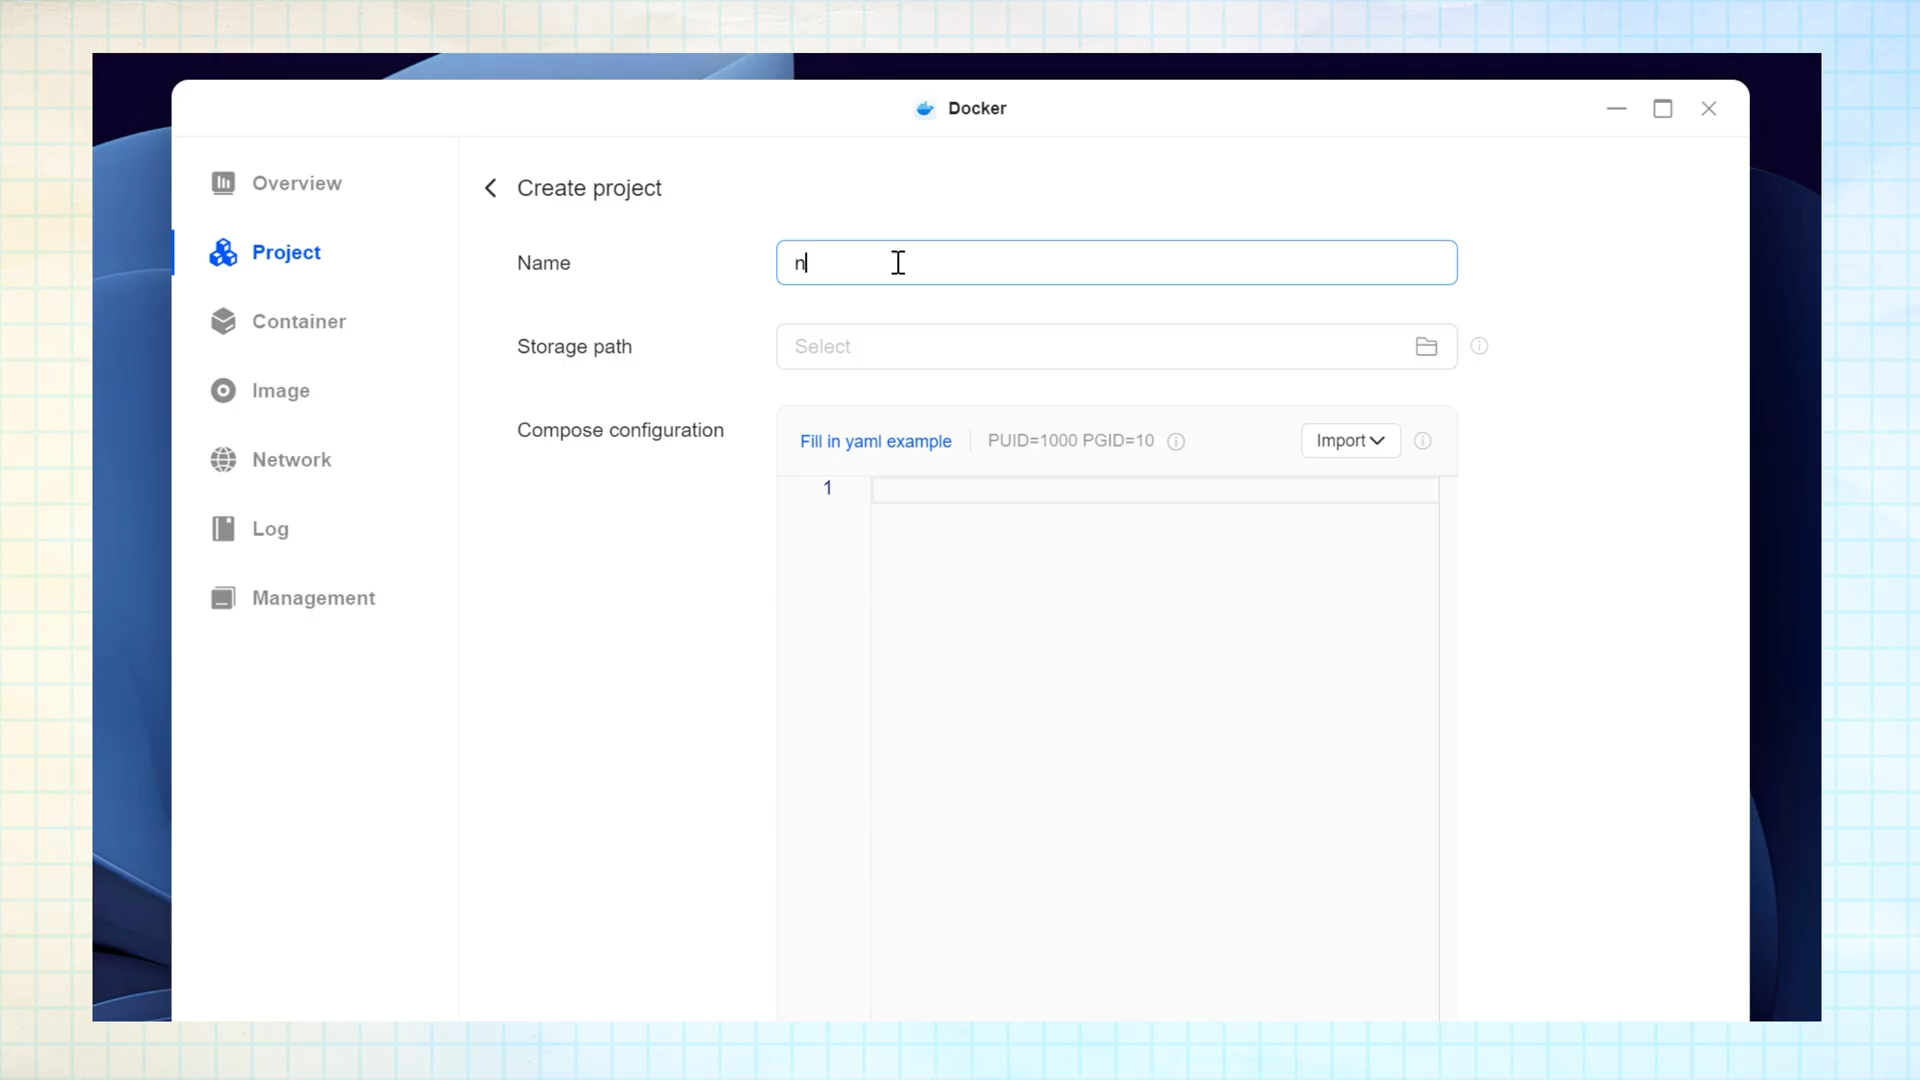 Docker
Overview
Project
Container
Image
Network
Log
Management
Create project
Name
n
Storage path
Select
Compose configuration
Fill in yaml example
PUID=1000 PGID=10
Import
1